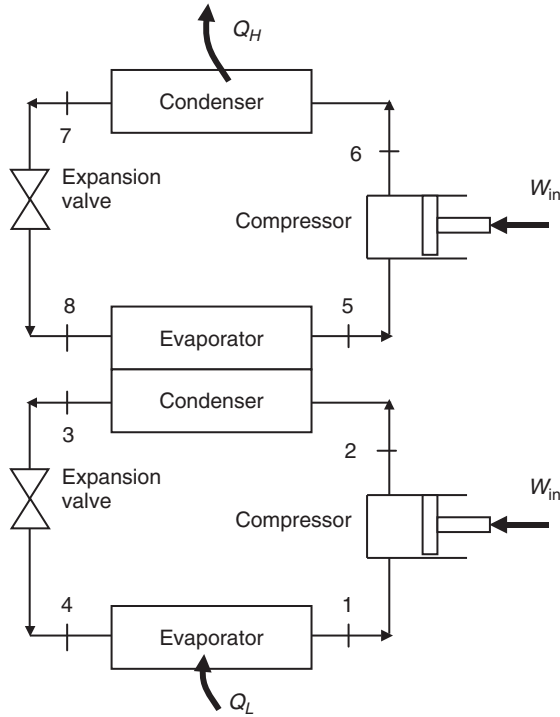 Q_H
Condenser
7
6
Expansion
valve
W_in
Compressor
8
Evaporator
5
Condenser
3
2
Expansion
valve
W_in
Compressor
4
Evaporator
1
Q_L